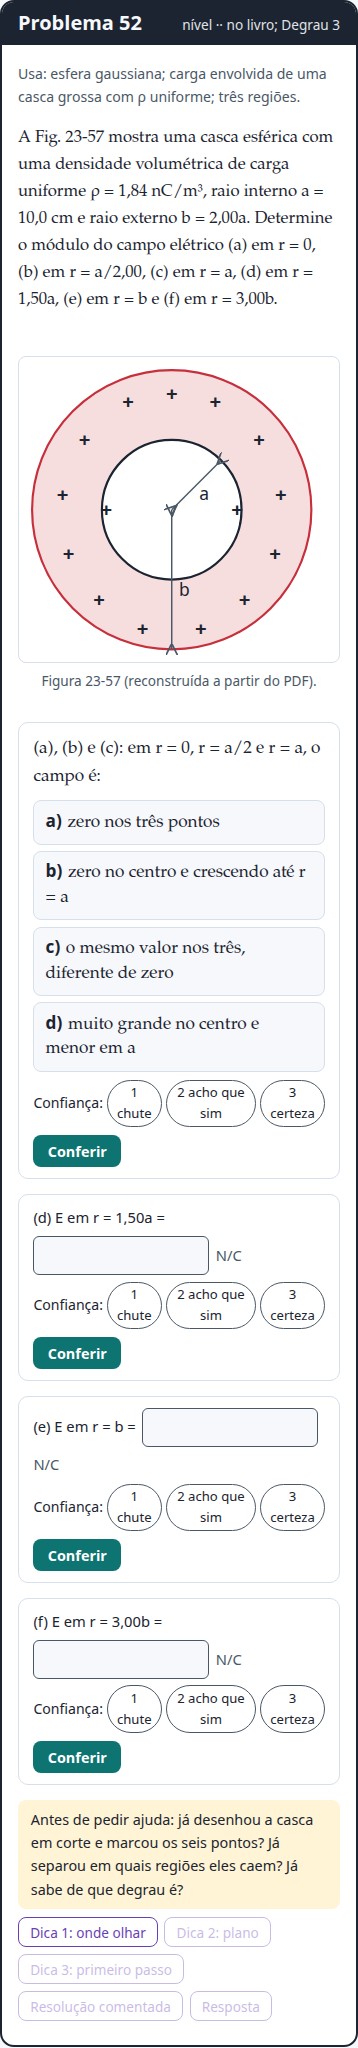 Problema 52
nível ·· no livro; Degrau 3
Usa: esfera gaussiana; carga envolvida de uma
casca grossa com ρ uniforme; três regiões.
A Fig. 23-57 mostra uma casca esférica com
uma densidade volumétrica de carga
uniforme ρ = 1,84 nC/m³, raio interno a =
10,0 cm e raio externo b = 2,00a. Determine
o módulo do campo elétrico (a) em r = 0,
(b) em r = a/2,00, (c) em r = a, (d) em r =
1,50a, (e) em r = b e (f) em r = 3,00b.
+ + +
+ +
a
+ +
+ +
+ +
b
+ +
+ +
Figura 23-57 (reconstruída a partir do PDF).
(a), (b) e (c): em r = 0, r = a/2 e r = a, o
campo é:
a) zero nos três pontos
b) zero no centro e crescendo até r
= a
c) o mesmo valor nos três,
diferente de zero
d) muito grande no centro e
menor em a
Confiança:
1
chute
2 acho que
sim
3
certeza
Conferir
(d) E em r = 1,50a =
N/C
Confiança:
1
chute
2 acho que
sim
3
certeza
Conferir
(e) E em r = b =
N/C
Confiança:
1
chute
2 acho que
sim
3
certeza
Conferir
(f) E em r = 3,00b =
N/C
Confiança:
1
chute
2 acho que
sim
3
certeza
Conferir
Antes de pedir ajuda: já desenhou a casca
em corte e marcou os seis pontos? Já
separou em quais regiões eles caem? Já
sabe de que degrau é?
Dica 1: onde olhar
Dica 2: plano
Dica 3: primeiro passo
Resolução comentada
Resposta